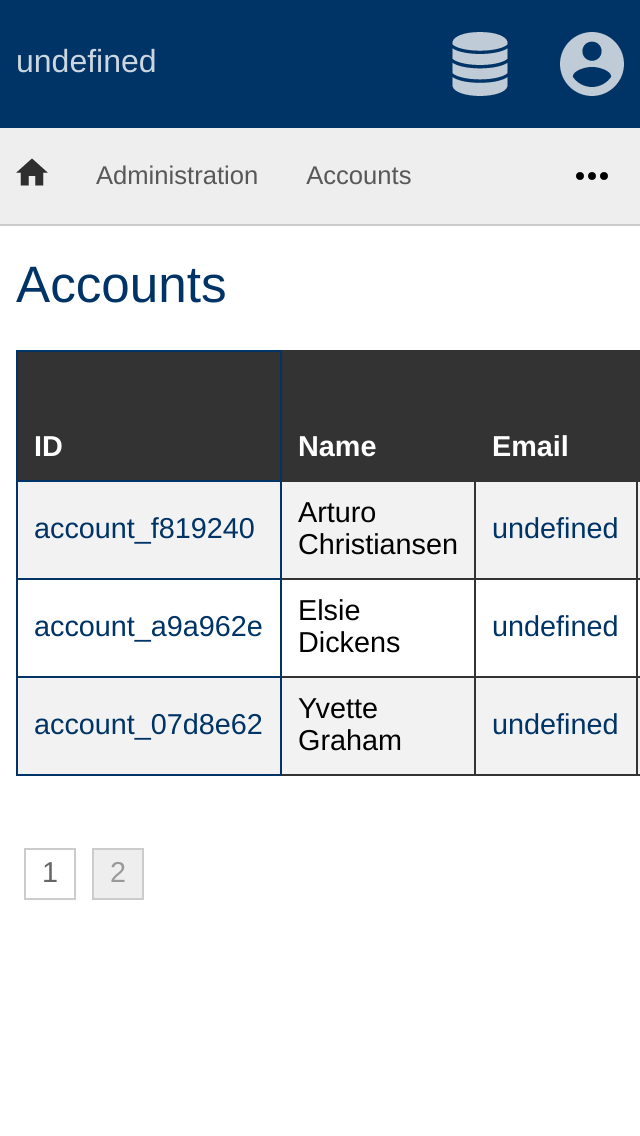 undefined
Administration Accounts
Accounts
ID Name Email
account_f819240 Arturo Christiansen undefined
account_a9a962e Elsie Dickens undefined
account_07d8e62 Yvette Graham undefined
1 2